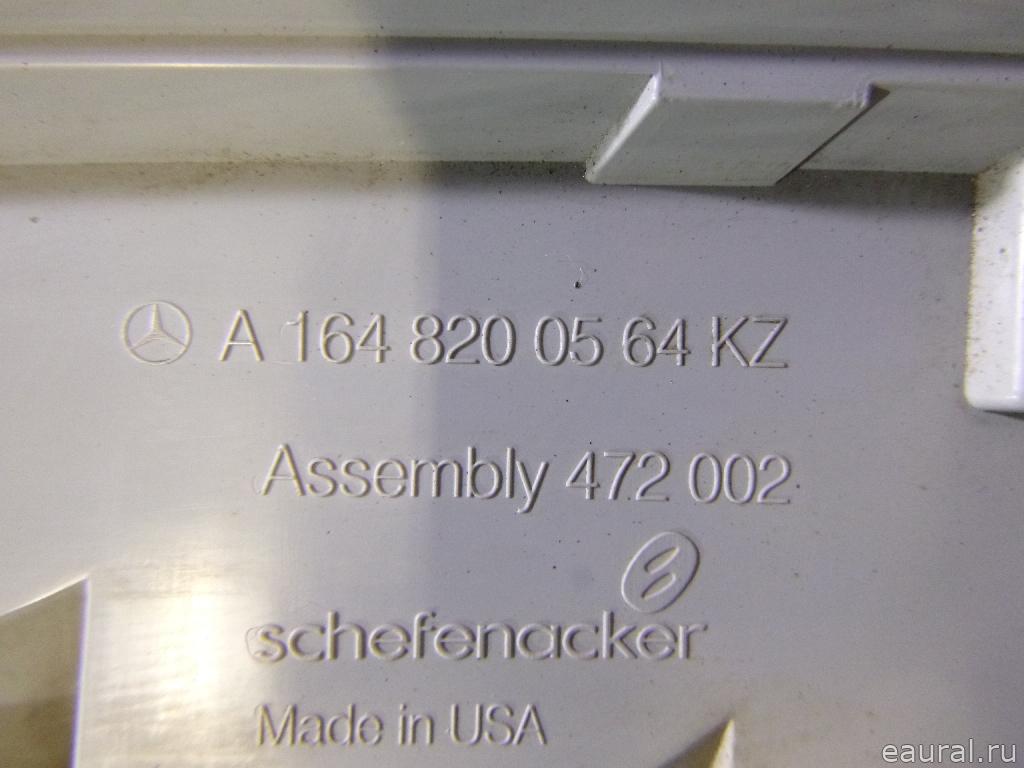 A 164 820 05 64 KZ
Assembly 472 002
schefenacker
Made in USA
eaural.ru